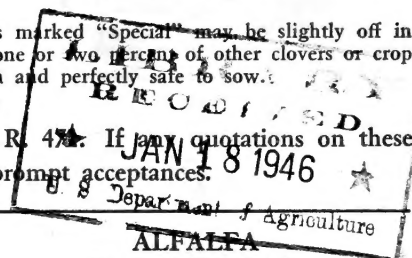 s marked "Special" may be slightly off in
one or two percent of other clovers or crop
and perfectly safe to sow.
LIBRARY
RECEIVED
R. If any quotations on these
JAN 18 1946
prompt acceptances.
U S Department of Agriculture
ALFALFA